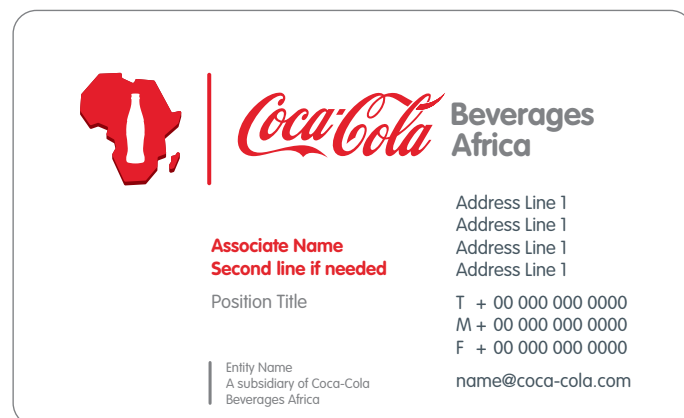 Coca-Cola Beverages
Africa
Associate Name
Second line if needed
Position Title
Entity Name
A subsidiary of Coca-Cola
Beverages Africa
Address Line 1
Address Line 1
Address Line 1
Address Line 1
T + 00 000 000 0000
M + 00 000 000 0000
F + 00 000 000 0000
name@coca-cola.com